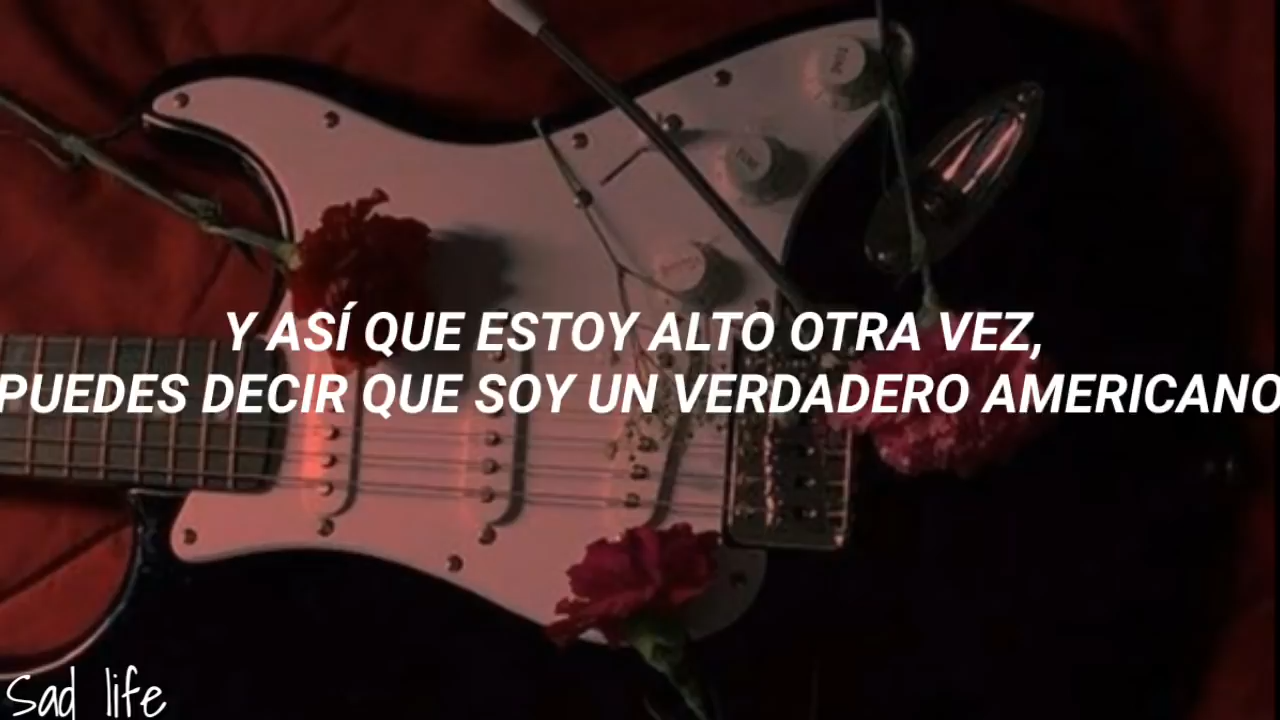 Y ASÍ QUE ESTOY ALTO OTRA VEZ,
PUEDES DECIR QUE SOY UN VERDADERO AMERICANO
Sad life